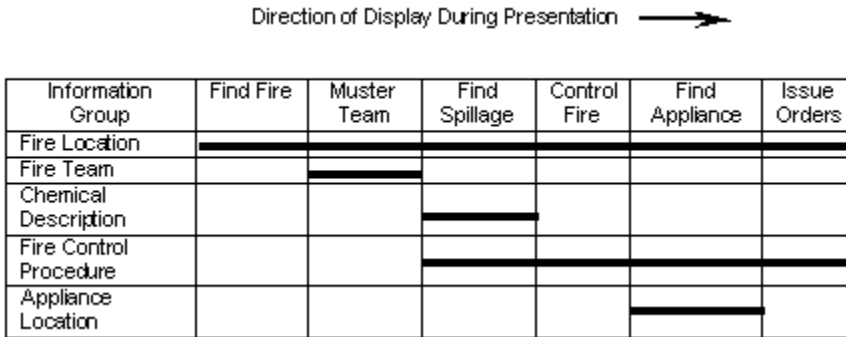 Direction of Display During Presentation
Information Group
Find Fire
Muster Team
Find Spillage
Control Fire
Find Appliance
Issue Orders
Fire Location
Fire Team
Chemical
Description
Fire Control
Procedure
Appliance
Location